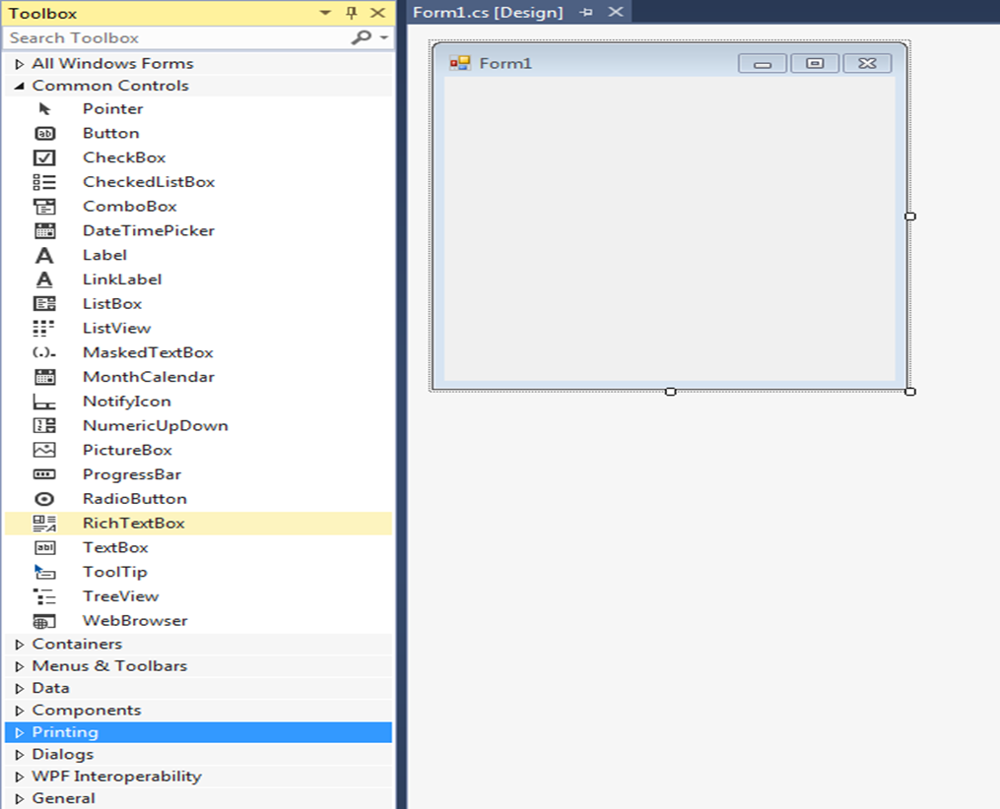 Toolbox
Search Toolbox
All Windows Forms
Common Controls
Pointer
Button
CheckBox
CheckedListBox
ComboBox
DateTimePicker
Label
LinkLabel
ListBox
ListView
MaskedTextBox
MonthCalendar
NotifyIcon
NumericUpDown
PictureBox
ProgressBar
RadioButton
RichTextBox
TextBox
ToolTip
TreeView
WebBrowser
Containers
Menus & Toolbars
Data
Components
Printing
Dialogs
WPF Interoperability
General
Form1.cs [Design]
Form1